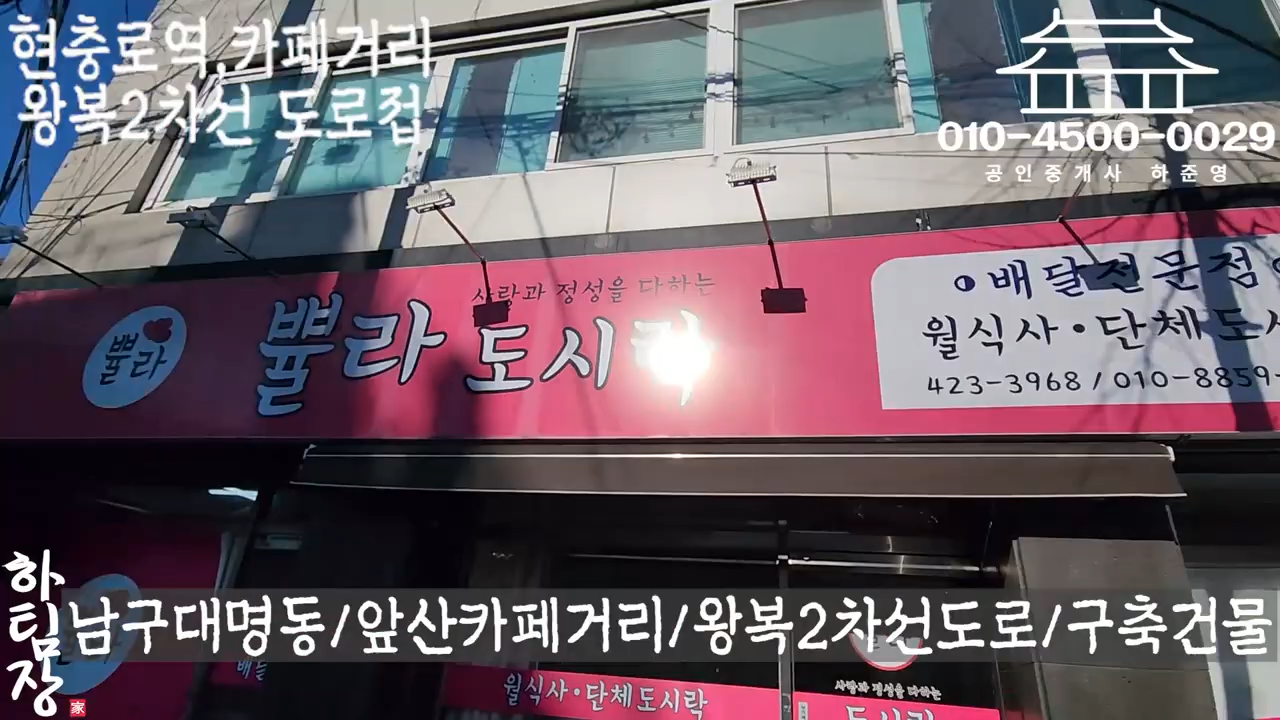 현충로역,카페거리
왕복2차선 도로접
010-4500-0029
공인중개사 하준영
사랑과 정성을 다하는
쀨라
쀨라 도시락
배달전문점
월식사·단체도시
423-3968 / 010-8859-
하팀장
家
남구대명동/앞산카페거리/왕복2차선도로/구축건물
배달
월식사·단체도시락
사랑과 정성을 다하는
도시락